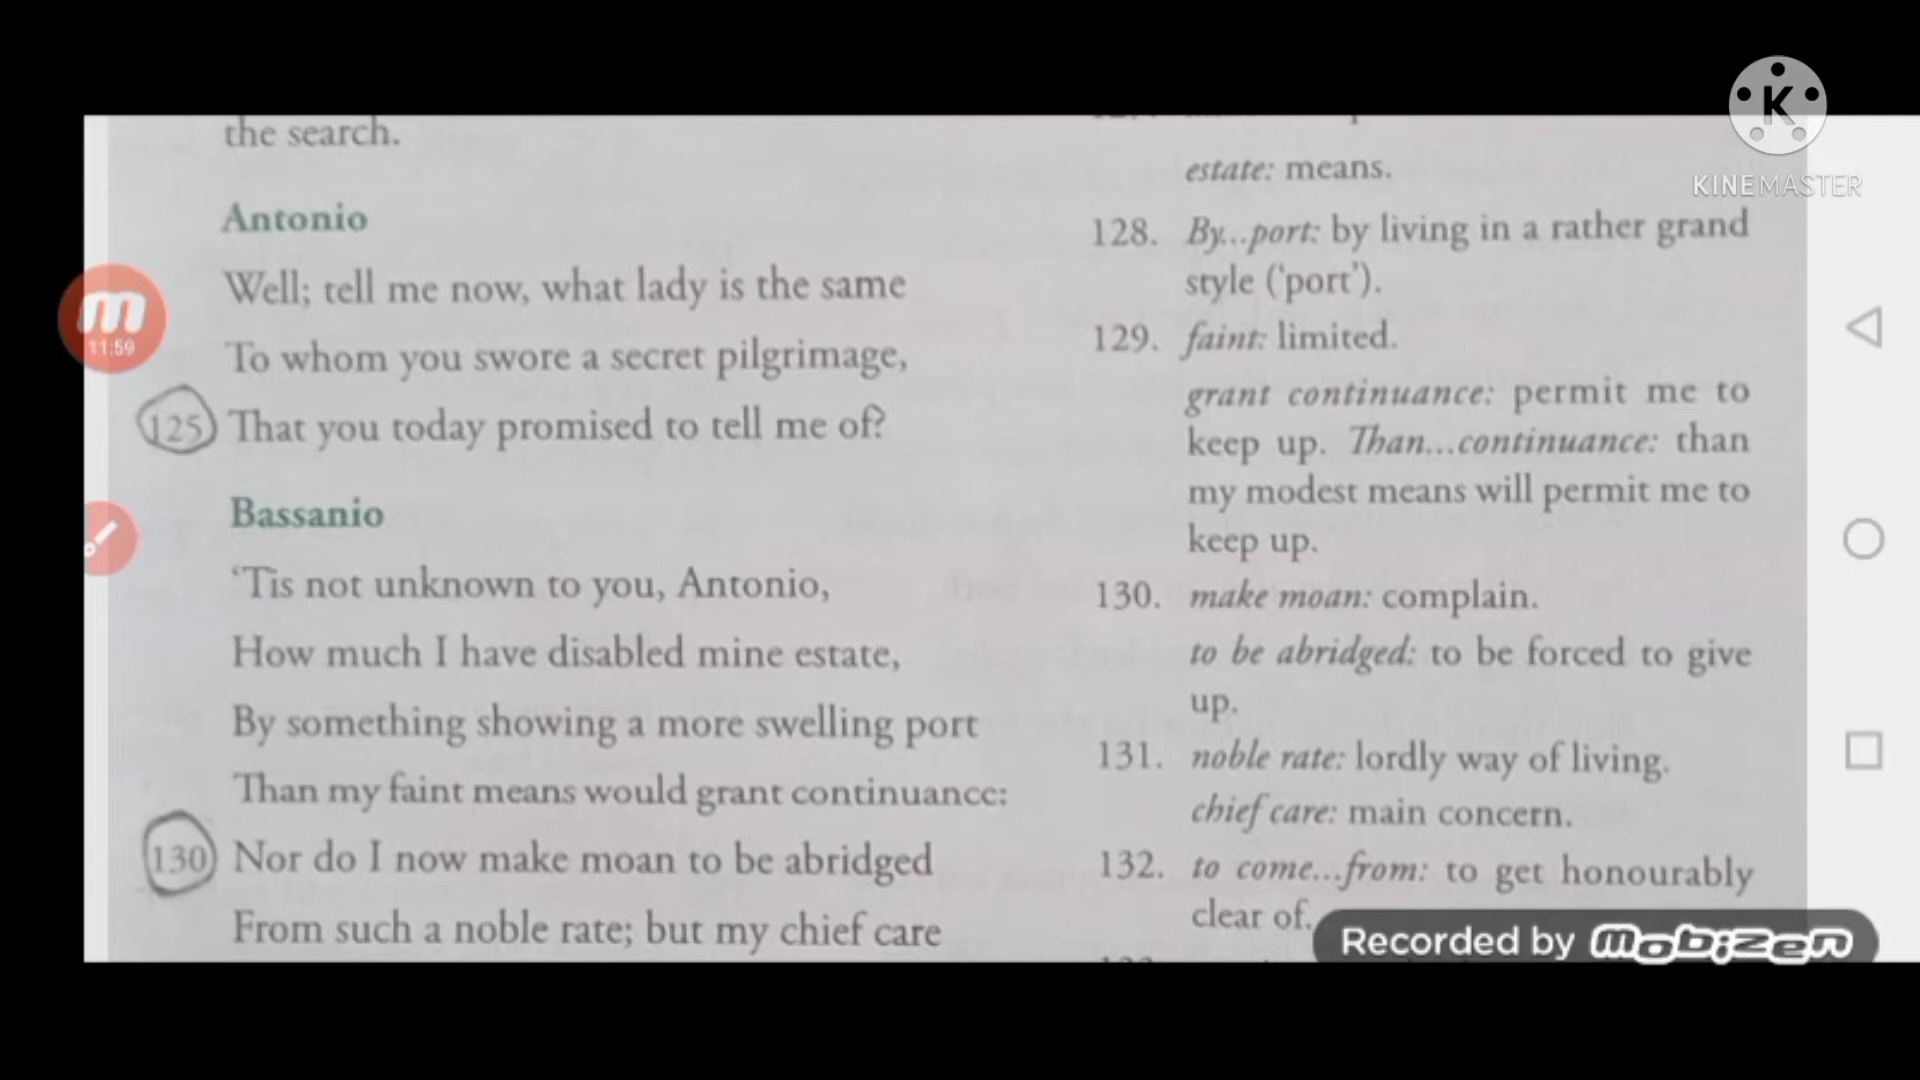 the search.
Antonio
Well; tell me now, what lady is the same
To whom you swore a secret pilgrimage,
125 That you today promised to tell me of?
Bassanio
‘Tis not unknown to you, Antonio,
How much I have disabled mine estate,
By something showing a more swelling port
Than my faint means would grant continuance:
130 Nor do I now make moan to be abridged
From such a noble rate; but my chief care
estate: means.
128. By...port: by living in a rather grand
style (‘port’).
129. faint: limited.
grant continuance: permit me to
keep up. Than...continuance: than
my modest means will permit me to
keep up.
130. make moan: complain.
to be abridged: to be forced to give
up.
131. noble rate: lordly way of living.
chief care: main concern.
132. to come...from: to get honourably
clear of.
K
KINEMASTER
m
11:59
Recorded by mobizen